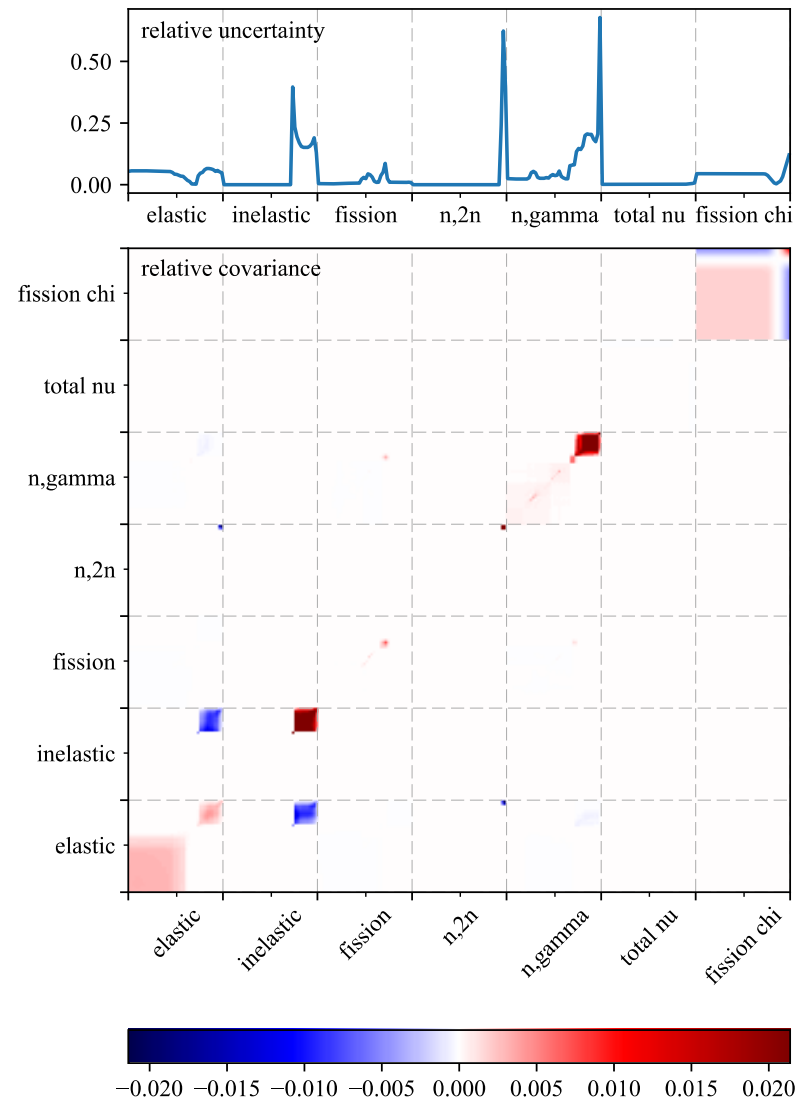 relative uncertainty
0.50
0.25
0.00
elastic inelastic fission n,2n n,gamma total nu fission chi
relative covariance
fission chi
total nu
n,gamma
n,2n
fission
inelastic
elastic
elastic inelastic fission n,2n n,gamma total nu fission chi
−0.020 −0.015 −0.010 −0.005 0.000 0.005 0.010 0.015 0.020